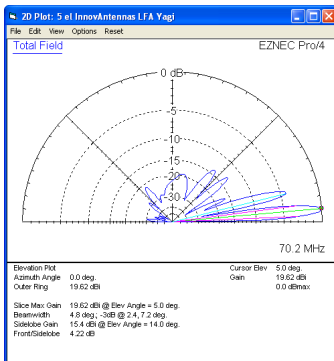 2D Plot: 5 el InnovAntennas LFA Yagi
File Edit View Options Reset
Total Field
EZNEC Pro/4
0 dB
-5
-10
-15
-20
-30
70.2 MHz
Elevation Plot
Cursor Elev 5.0 deg.
Azimuth Angle 0.0 deg.
Gain 19.62 dBi
Outer Ring 19.62 dBi
0.0 dBmax
Slice Max Gain 19.62 dBi @ Elev Angle = 5.0 deg.
Beamwidth 4.8 deg.; -3dB @ 2.4, 7.2 deg.
Sidelobe Gain 15.4 dBi @ Elev Angle = 14.0 deg.
Front/Sidelobe 4.22 dB